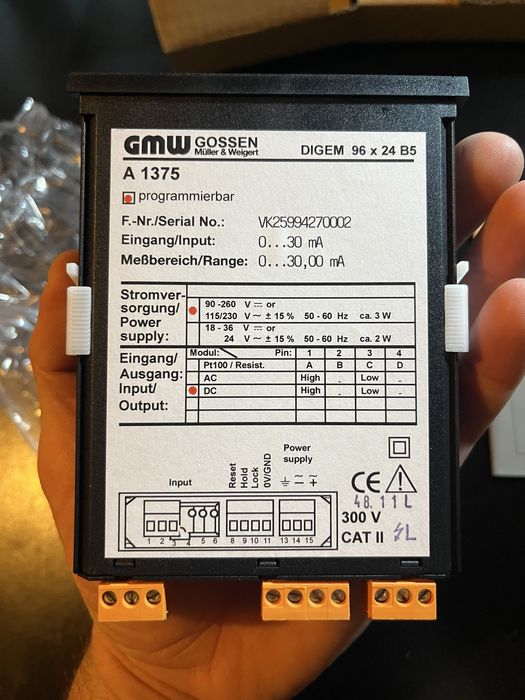 GMW GOSSEN
Müller & Weigert
DIGEM 96 x 24 B5
A 1375
programmierbar
F.-Nr./Serial No.: VK25994270002
Eingang/Input: 0...30 mA
Meßbereich/Range: 0...30,00 mA
Stromver-
sorgung/
Power
supply:
90 -260 V ⎓ or
115/230 V ~ ± 15 % 50 - 60 Hz ca. 3 W
18 - 36 V ⎓ or
24 V ~ ± 15 % 50 - 60 Hz ca. 2 W
Eingang/
Ausgang:
Input/
Output:
Modul: Pin: 1 2 3 4
Pt100 / Resist. A B C D
AC High - Low -
DC High - Low -
Input
Reset
Hold
Lock
0V/GND
Power
supply
⏚ ≂ ≂
− +
1 2 3 4 5 6 8 9 10 11 13 14 15
CE
48.11 L
300 V
CAT II